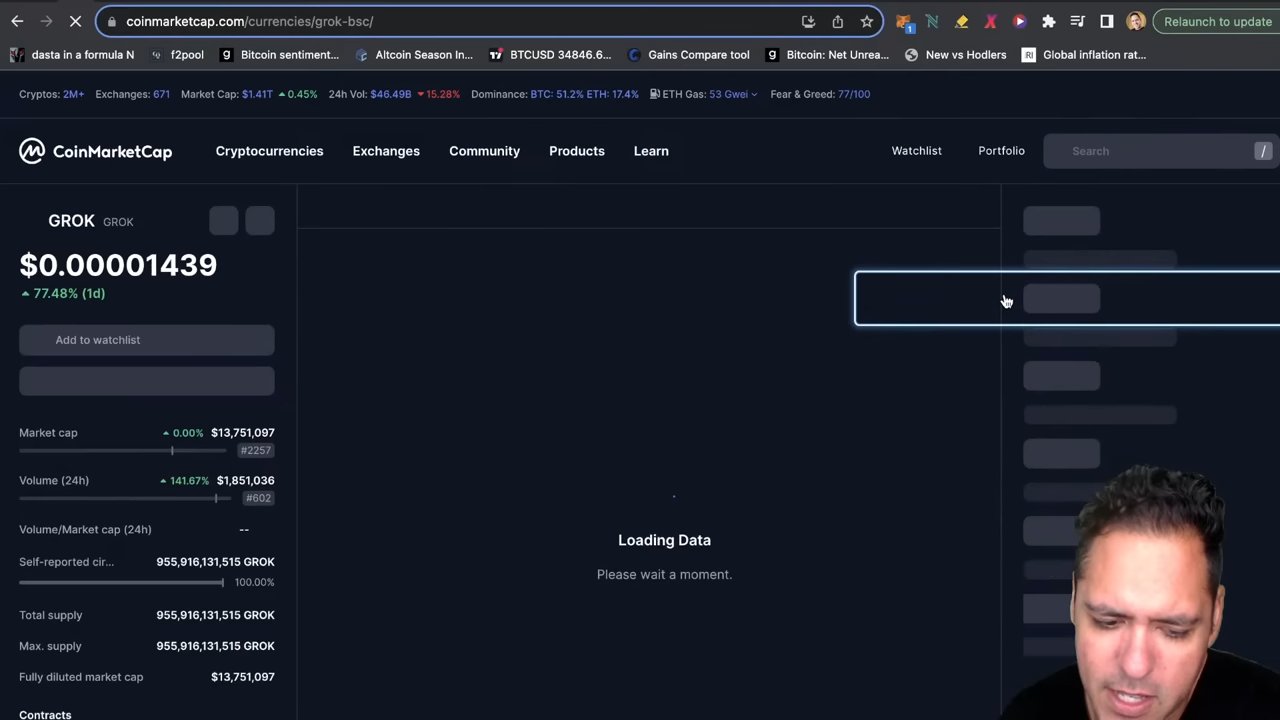 coinmarketcap.com/currencies/grok-bsc/
1
Relaunch to update
dasta in a formula N
f2pool
Bitcoin sentiment...
Altcoin Season In...
BTCUSD 34846.6...
Gains Compare tool
Bitcoin: Net Unrea...
New vs Hodlers
RI Global inflation rat...
Cryptos: 2M+ Exchanges: 671 Market Cap: $1.41T 0.45% 24h Vol: $46.49B 15.28% Dominance: BTC: 51.2% ETH: 17.4% ETH Gas: 53 Gwei Fear & Greed: 77/100
CoinMarketCap Cryptocurrencies Exchanges Community Products Learn Watchlist Portfolio Search /
GROK GROK
$0.00001439
77.48% (1d)
Add to watchlist
Market cap 0.00% $13,751,097
#2257
Volume (24h) 141.67% $1,851,036
#602
Volume/Market cap (24h) --
Self-reported cir... 955,916,131,515 GROK
100.00%
Total supply 955,916,131,515 GROK
Max. supply 955,916,131,515 GROK
Fully diluted market cap $13,751,097
Contracts
Loading Data
Please wait a moment.